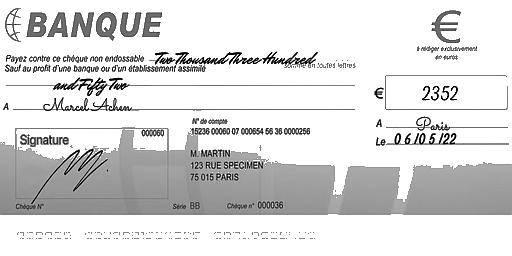 BANQUE
€
à rédiger exclusivement
en euros
Payez contre ce chèque non endossable Two Thousand Three Hundred
Sauf au profit d'une banque ou d'un établissement assimilé somme en toutes lettres
and Fifty Two
€ 2352
A Marcel Achen
A Paris
Le 06/05/22
N° de compte
000060 15236 00060 07 000654 56 36 0000256
Signature
M. MARTIN
123 RUE SPECIMEN
75 015 PARIS
Chèque N° Série BB Chèque n° 000036